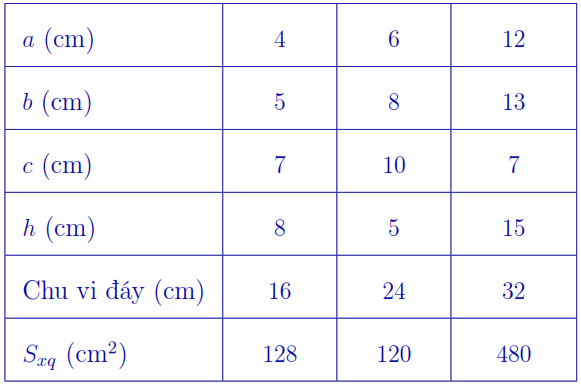 a (cm) 4 6 12
b (cm) 5 8 13
c (cm) 7 10 7
h (cm) 8 5 15
Chu vi đáy (cm) 16 24 32
Sxq (cm²) 128 120 480